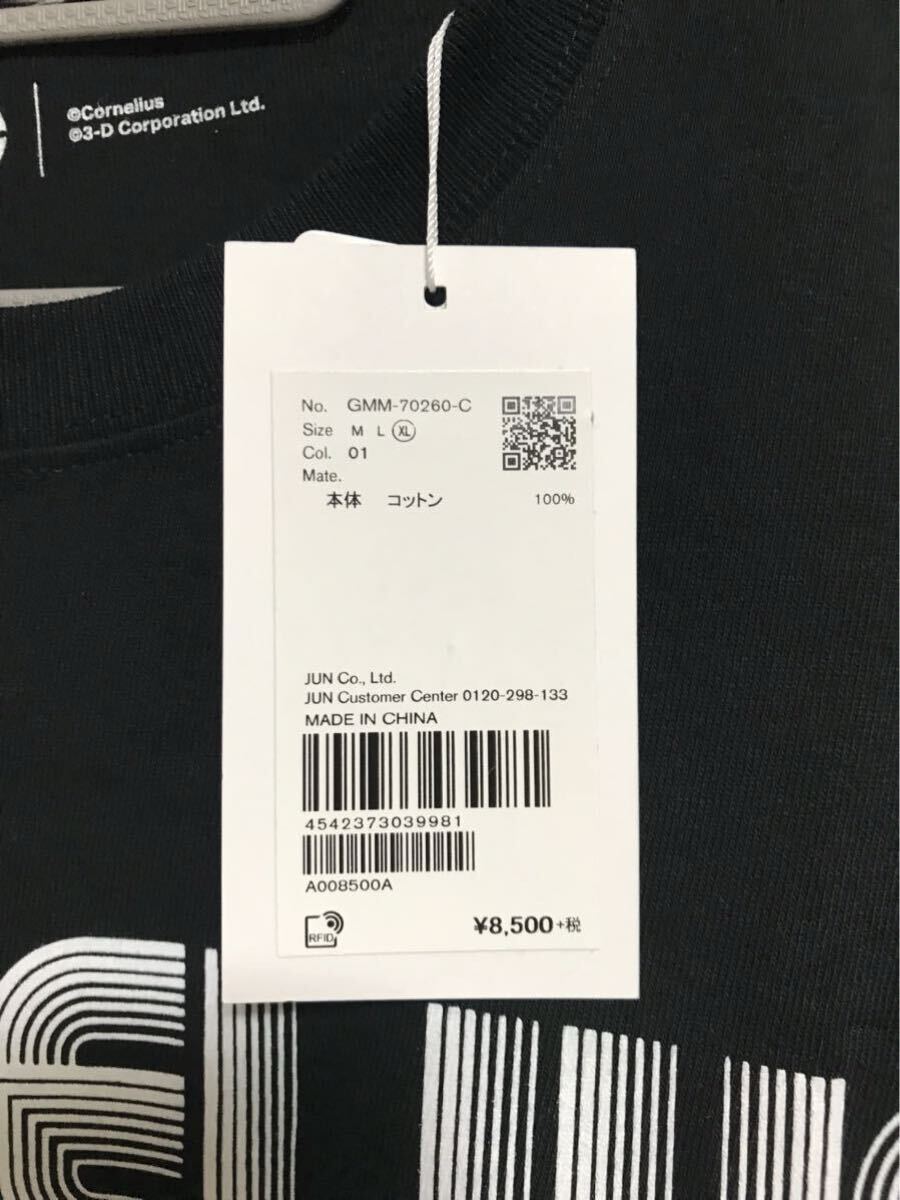 ©Cornelius
©3-D Corporation Ltd.
No. GMM-70260-C
Size M L XL
Col. 01
Mate.
本体 コットン 100%
JUN Co., Ltd.
JUN Customer Center 0120-298-133
MADE IN CHINA
4542373039981
A008500A
RFID
¥8,500+税